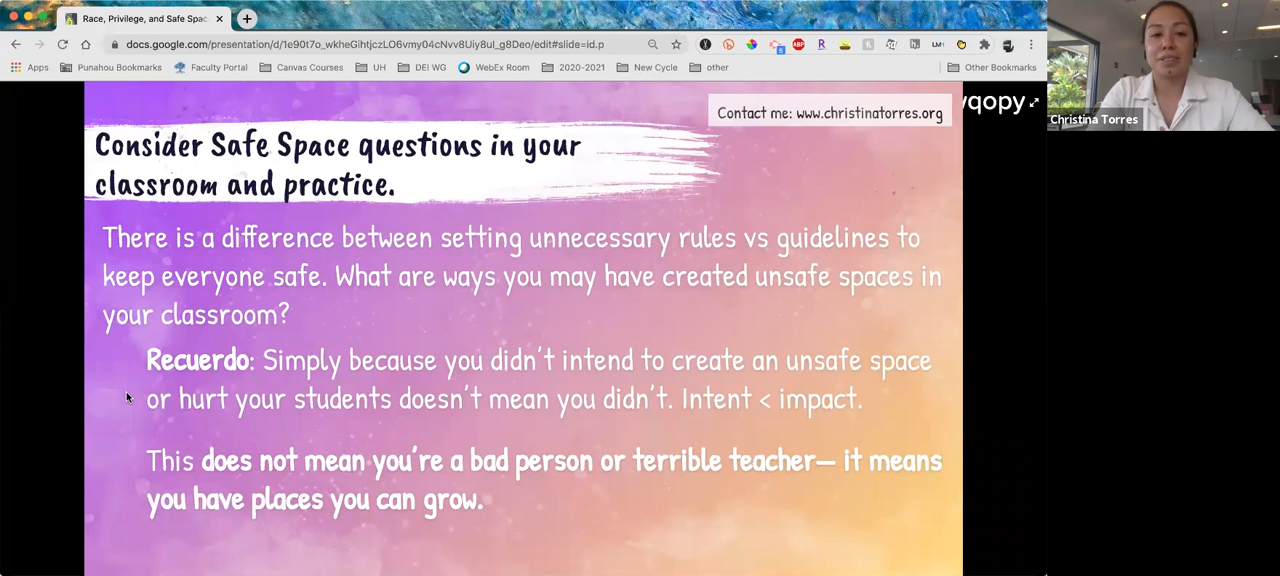 Race, Privilege, and Safe Spac
docs.google.com/presentation/d/1e90t7o_wkheGihtjczLO6vmy04cNvv8Uiy8ul_g8Deo/edit#slide=id.p
Apps Punahou Bookmarks Faculty Portal Canvas Courses UH DEI WG WebEx Room 2020-2021 New Cycle other Other Bookmarks
Contact me: www.christinatorres.org
qopy
Christina Torres
Consider Safe Space questions in your
classroom and practice.
There is a difference between setting unnecessary rules vs guidelines to
keep everyone safe. What are ways you may have created unsafe spaces in
your classroom?
Recuerdo: Simply because you didn't intend to create an unsafe space
or hurt your students doesn't mean you didn't. Intent < impact.
This does not mean you're a bad person or terrible teacher— it means
you have places you can grow.